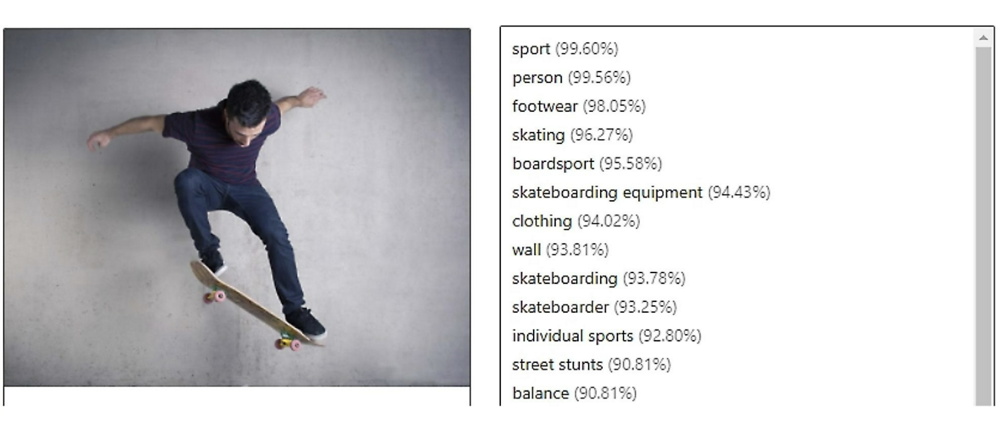 sport (99.60%)
person (99.56%)
footwear (98.05%)
skating (96.27%)
boardsport (95.58%)
skateboarding equipment (94.43%)
clothing (94.02%)
wall (93.81%)
skateboarding (93.78%)
skateboarder (93.25%)
individual sports (92.80%)
street stunts (90.81%)
balance (90.81%)